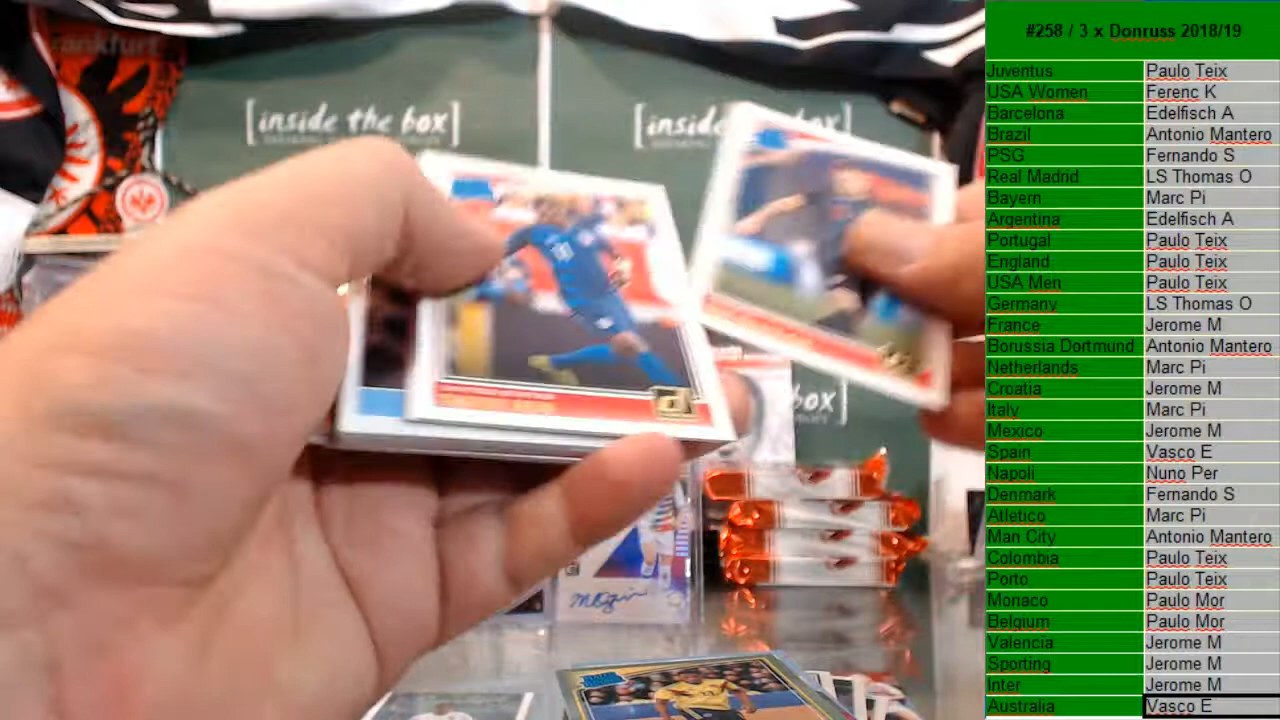 #258 / 3 x Donruss 2018/19
Juventus Paulo Teix
USA Women Ferenc K
Barcelona Edelfisch A
Brazil Antonio Mantero
PSG Fernando S
Real Madrid LS Thomas O
Bayern Marc Pi
Argentina Edelfisch A
Portugal Paulo Teix
England Paulo Teix
USA Men Paulo Teix
Germany LS Thomas O
France Jerome M
Borussia Dortmund Antonio Mantero
Netherlands Marc Pi
Croatia Jerome M
Italy Marc Pi
Mexico Jerome M
Spain Vasco E
Napoli Nuno Per
Denmark Fernando S
Atletico Marc Pi
Man City Antonio Mantero
Colombia Paulo Teix
Porto Paulo Teix
Monaco Paulo Mor
Belgium Paulo Mor
Valencia Jerome M
Sporting Jerome M
Inter Jerome M
Australia Vasco E
Frankfurt
[inside the box]
[inside box]
box]